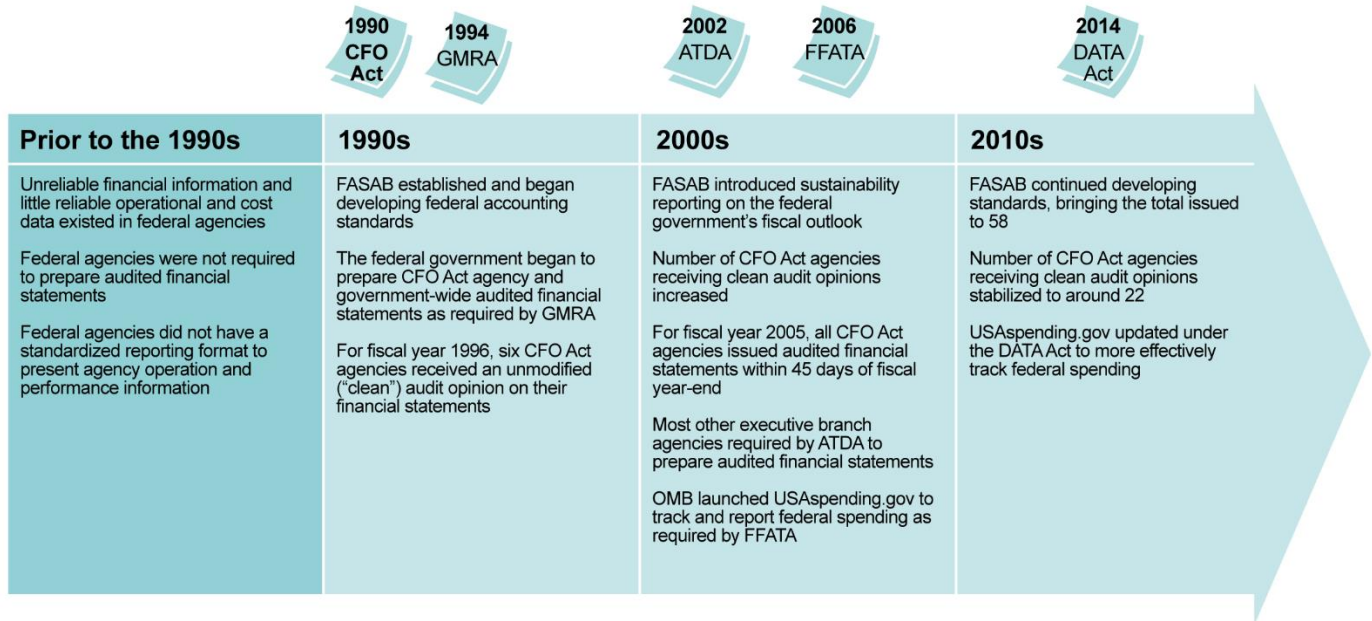 1990
CFO
Act
1994
GMRA
2002
ATDA
2006
FFATA
2014
DATA
Act
Prior to the 1990s
Unreliable financial information and
little reliable operational and cost
data existed in federal agencies
Federal agencies were not required
to prepare audited financial
statements
Federal agencies did not have a
standardized reporting format to
present agency operation and
performance information
1990s
FASAB established and began
developing federal accounting
standards
The federal government began to
prepare CFO Act agency and
government-wide audited financial
statements as required by GMRA
For fiscal year 1996, six CFO Act
agencies received an unmodified
(“clean”) audit opinion on their
financial statements
2000s
FASAB introduced sustainability
reporting on the federal
government’s fiscal outlook
Number of CFO Act agencies
receiving clean audit opinions
increased
For fiscal year 2005, all CFO Act
agencies issued audited financial
statements within 45 days of fiscal
year-end
Most other executive branch
agencies required by ATDA to
prepare audited financial statements
OMB launched USAspending.gov to
track and report federal spending as
required by FFATA
2010s
FASAB continued developing
standards, bringing the total issued
to 58
Number of CFO Act agencies
receiving clean audit opinions
stabilized to around 22
USAspending.gov updated under
the DATA Act to more effectively
track federal spending